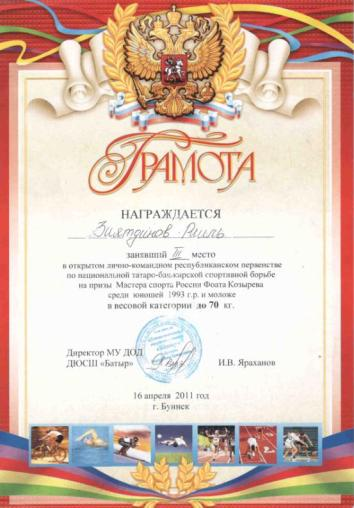 ГРАМОТА
НАГРАЖДАЕТСЯ
Зиятдинов Раиль
занявший III место
в открытом лично-командном республиканском первенстве
по национальной татаро-башкирской спортивной борьбе
на призы Мастера спорта России Фоата Козырева
среди юношей 1993 г.р. и моложе
в весовой категории до 70 кг.
Директор МУ ДОД
ДЮСШ «Батыр» И.В. Яраханов
16 апреля 2011 год
г. Буинск